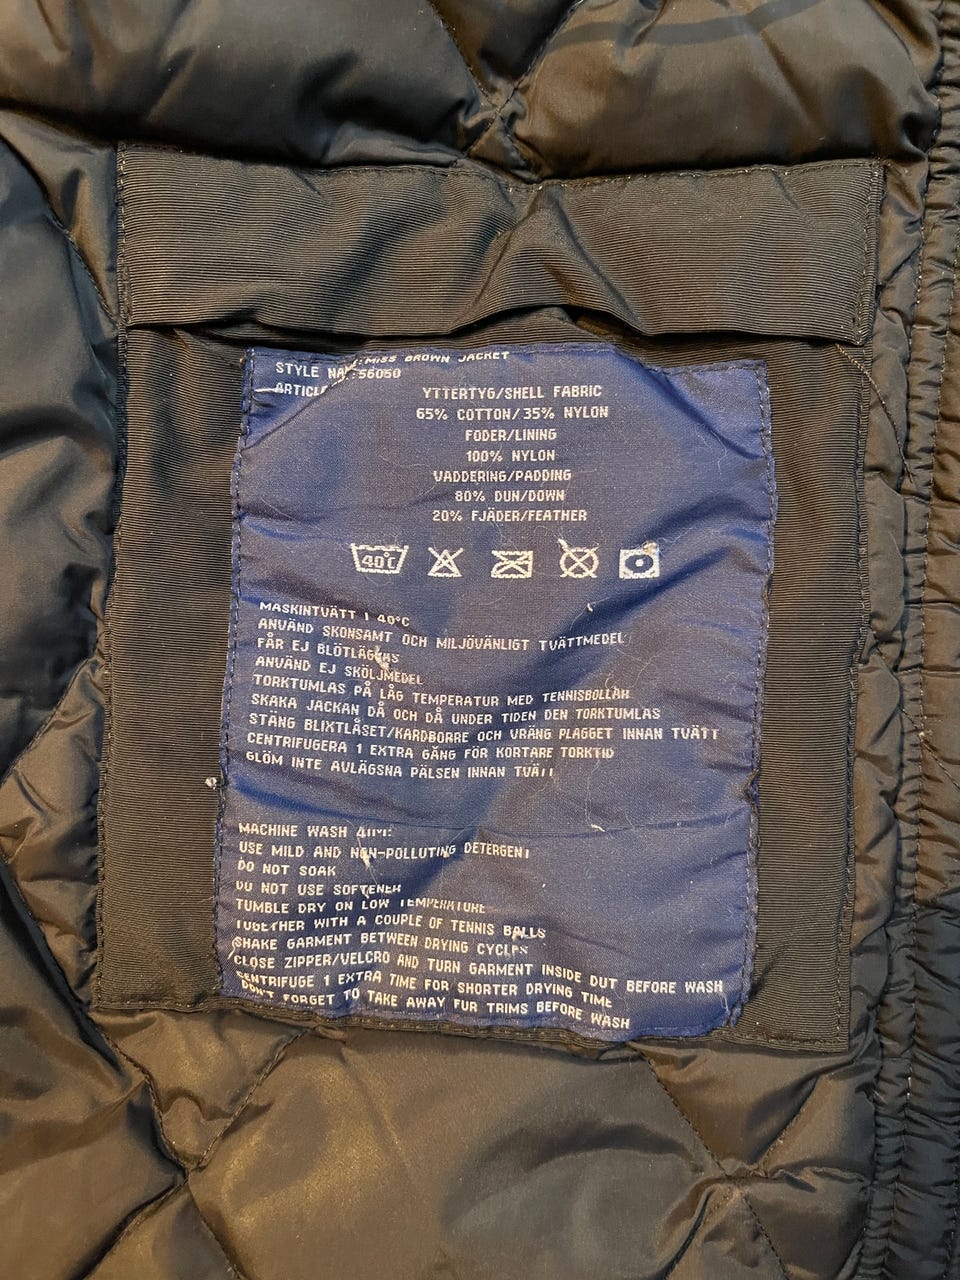 MISS BROWN JACKET
STYLE NA :56050
ARTICL
YTTERTYG/SHELL FABRIC
65% COTTON/35% NYLON
FODER/LINING
100% NYLON
VADDERING/PADDING
80% DUN/DOWN
20% FJÄDER/FEATHER
40°C
MASKINTVÄTT I 40°C
ANVÄND SKONSAMT OCH MILJÖVÄNLIGT TVÄTTMEDEL
FÅR EJ BLÖTLÄGGAS
ANVÄND EJ SKÖLJMEDEL
TORKTUMLAS PÅ LÅG TEMPERATUR MED TENNISBOLLAR
SKAKA JACKAN DÅ OCH DÅ UNDER TIDEN DEN TORKTUMLAS
STÄNG BLIXTLÅSET/KARDBORRE OCH VRÄNG PLAGGET INNAN TVÄTT
CENTRIFUGERA 1 EXTRA GÅNG FÖR KORTARE TORKTID
GLÖM INTE AVLÄGSNA PÄLSEN INNAN TVÄTT
MACHINE WASH 40°C
USE MILD AND NON-POLLUTING DETERGENT
DO NOT SOAK
DO NOT USE SOFTENER
TUMBLE DRY ON LOW TEMPERATURE
TOGETHER WITH A COUPLE OF TENNIS BALLS
SHAKE GARMENT BETWEEN DRYING CYCLES
CLOSE ZIPPER/VELCRO AND TURN GARMENT INSIDE OUT BEFORE WASH
CENTRIFUGE 1 EXTRA TIME FOR SHORTER DRYING TIME
DON'T FORGET TO TAKE AWAY FUR TRIMS BEFORE WASH